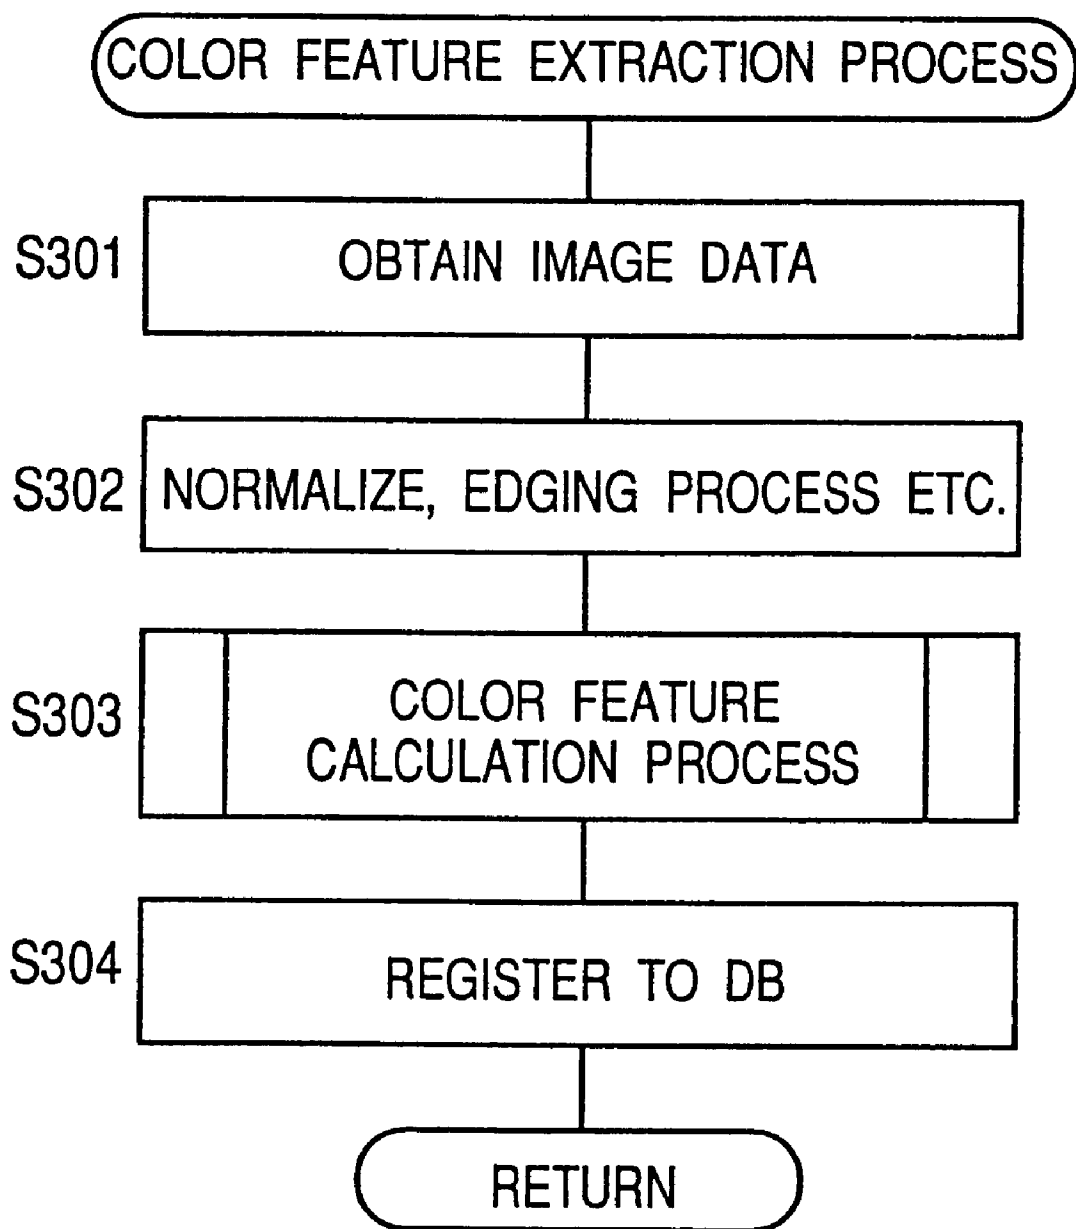 COLOR FEATURE EXTRACTION PROCESS
S301
OBTAIN IMAGE DATA
S302
NORMALIZE, EDGING PROCESS ETC.
S303
COLOR FEATURE
CALCULATION PROCESS
S304
REGISTER TO DB
RETURN